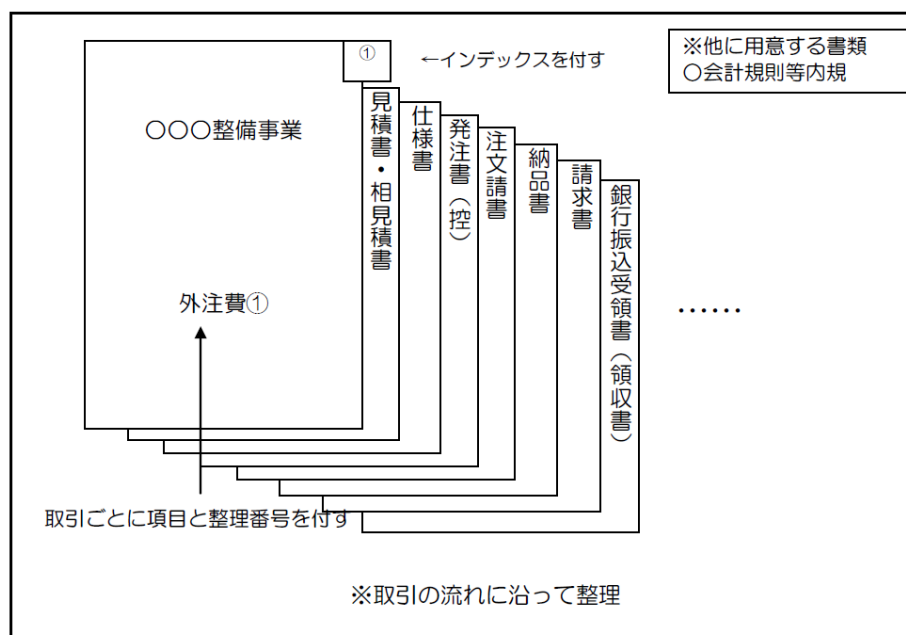 ①
←インデックスを付す
※他に用意する書類
〇会計規則等内規
〇〇〇整備事業
外注費①
見積書・相見積書
仕様書
発注書（控）
注文請書
納品書
請求書
銀行振込受領書（領収書）
……
取引ごとに項目と整理番号を付す
※取引の流れに沿って整理